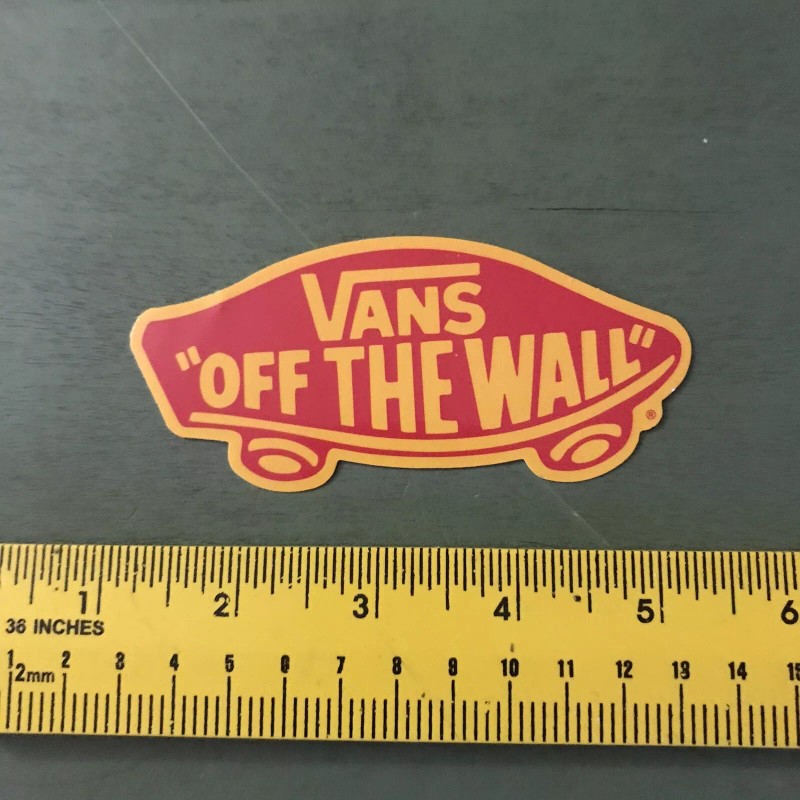 VANS
"OFF THE WALL"
®
1 2 3 4 5 6
36 INCHES
1 2 3 4 5 6 7 8 9 10 11 12 13 14 15
2mm